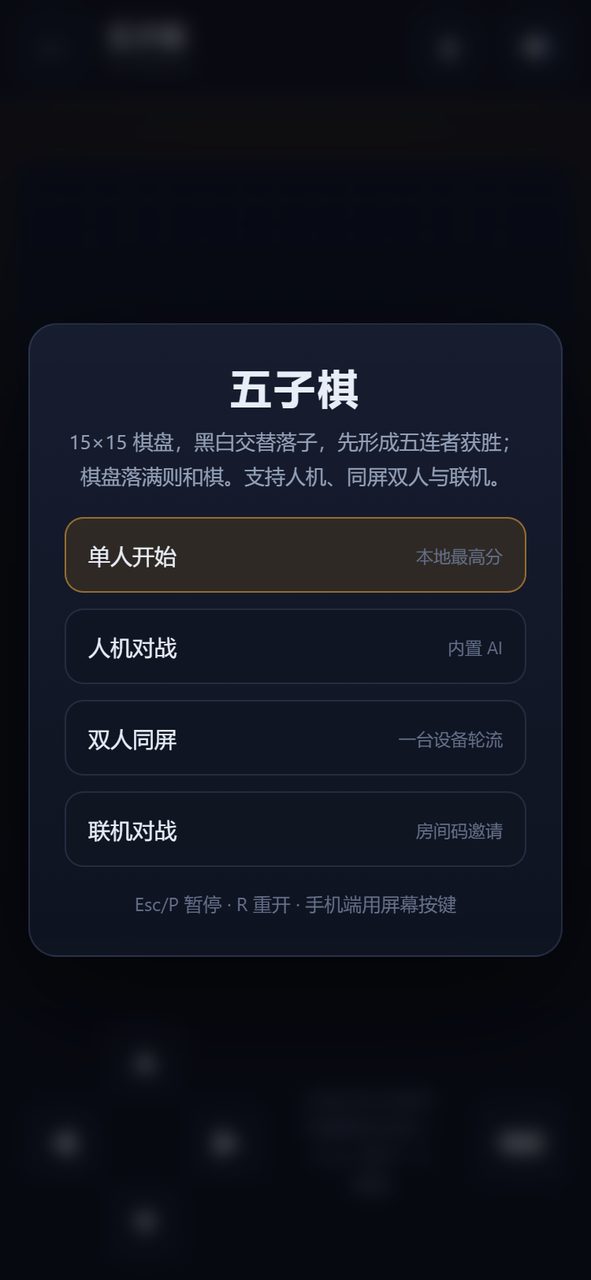 五子棋
15×15 棋盘，黑白交替落子，先形成五连者获胜；
棋盘落满则和棋。支持人机、同屏双人与联机。
单人开始 本地最高分
人机对战 内置 AI
双人同屏 一台设备轮流
联机对战 房间码邀请
Esc/P 暂停 · R 重开 · 手机端用屏幕按键